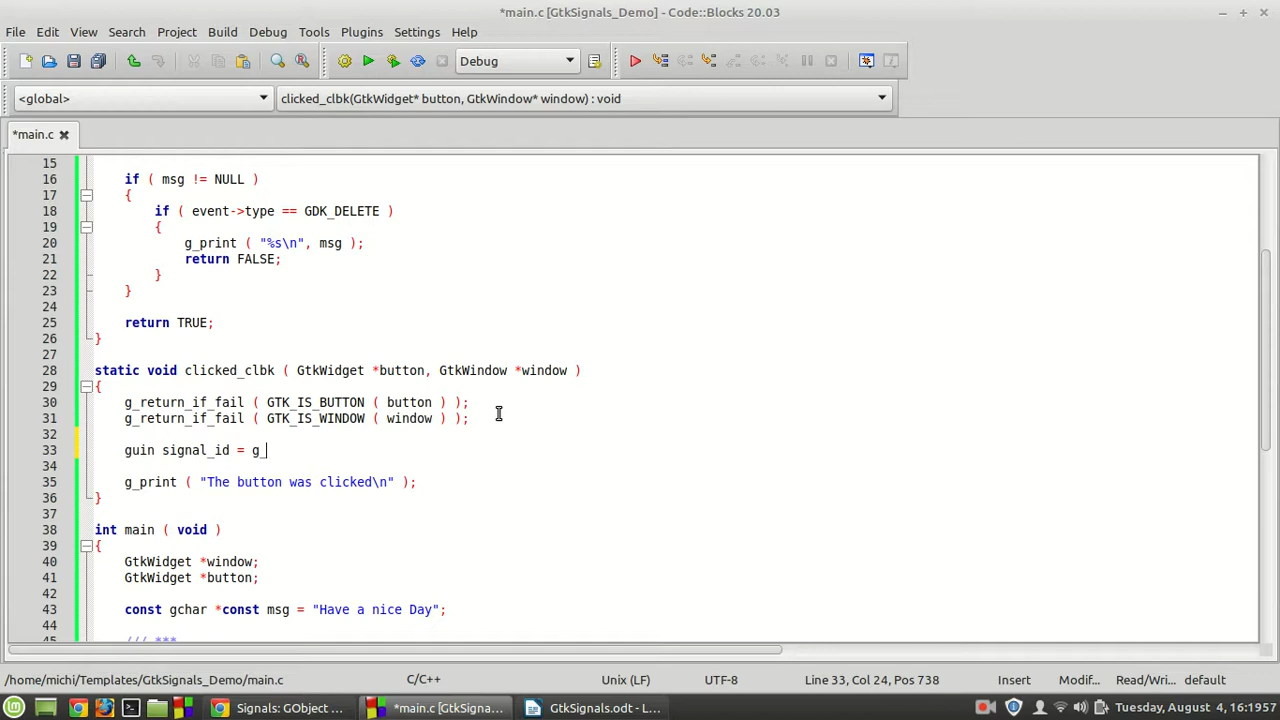 *main.c [GtkSignals_Demo] - Code::Blocks 20.03
File Edit View Search Project Build Debug Tools Plugins Settings Help
Debug
<global> clicked_clbk(GtkWidget* button, GtkWindow* window) : void
*main.c
15
16 if ( msg != NULL )
17 {
18 if ( event->type == GDK_DELETE )
19 {
20 g_print ( "%s\n", msg );
21 return FALSE;
22 }
23 }
24
25 return TRUE;
26 }
27
28 static void clicked_clbk ( GtkWidget *button, GtkWindow *window )
29 {
30 g_return_if_fail ( GTK_IS_BUTTON ( button ) );
31 g_return_if_fail ( GTK_IS_WINDOW ( window ) );
32
33 guin signal_id = g_
34
35 g_print ( "The button was clicked\n" );
36 }
37
38 int main ( void )
39 {
40 GtkWidget *window;
41 GtkWidget *button;
42
43 const gchar *const msg = "Have a nice Day";
44
45 /// ***
/home/michi/Templates/GtkSignals_Demo/main.c C/C++ Unix (LF) UTF-8 Line 33, Col 24, Pos 738 Insert Modif... Read/Wri... default
Signals: GObject ... *main.c [GtkSigna... GtkSignals.odt - L... Tuesday, August 4, 16:1957